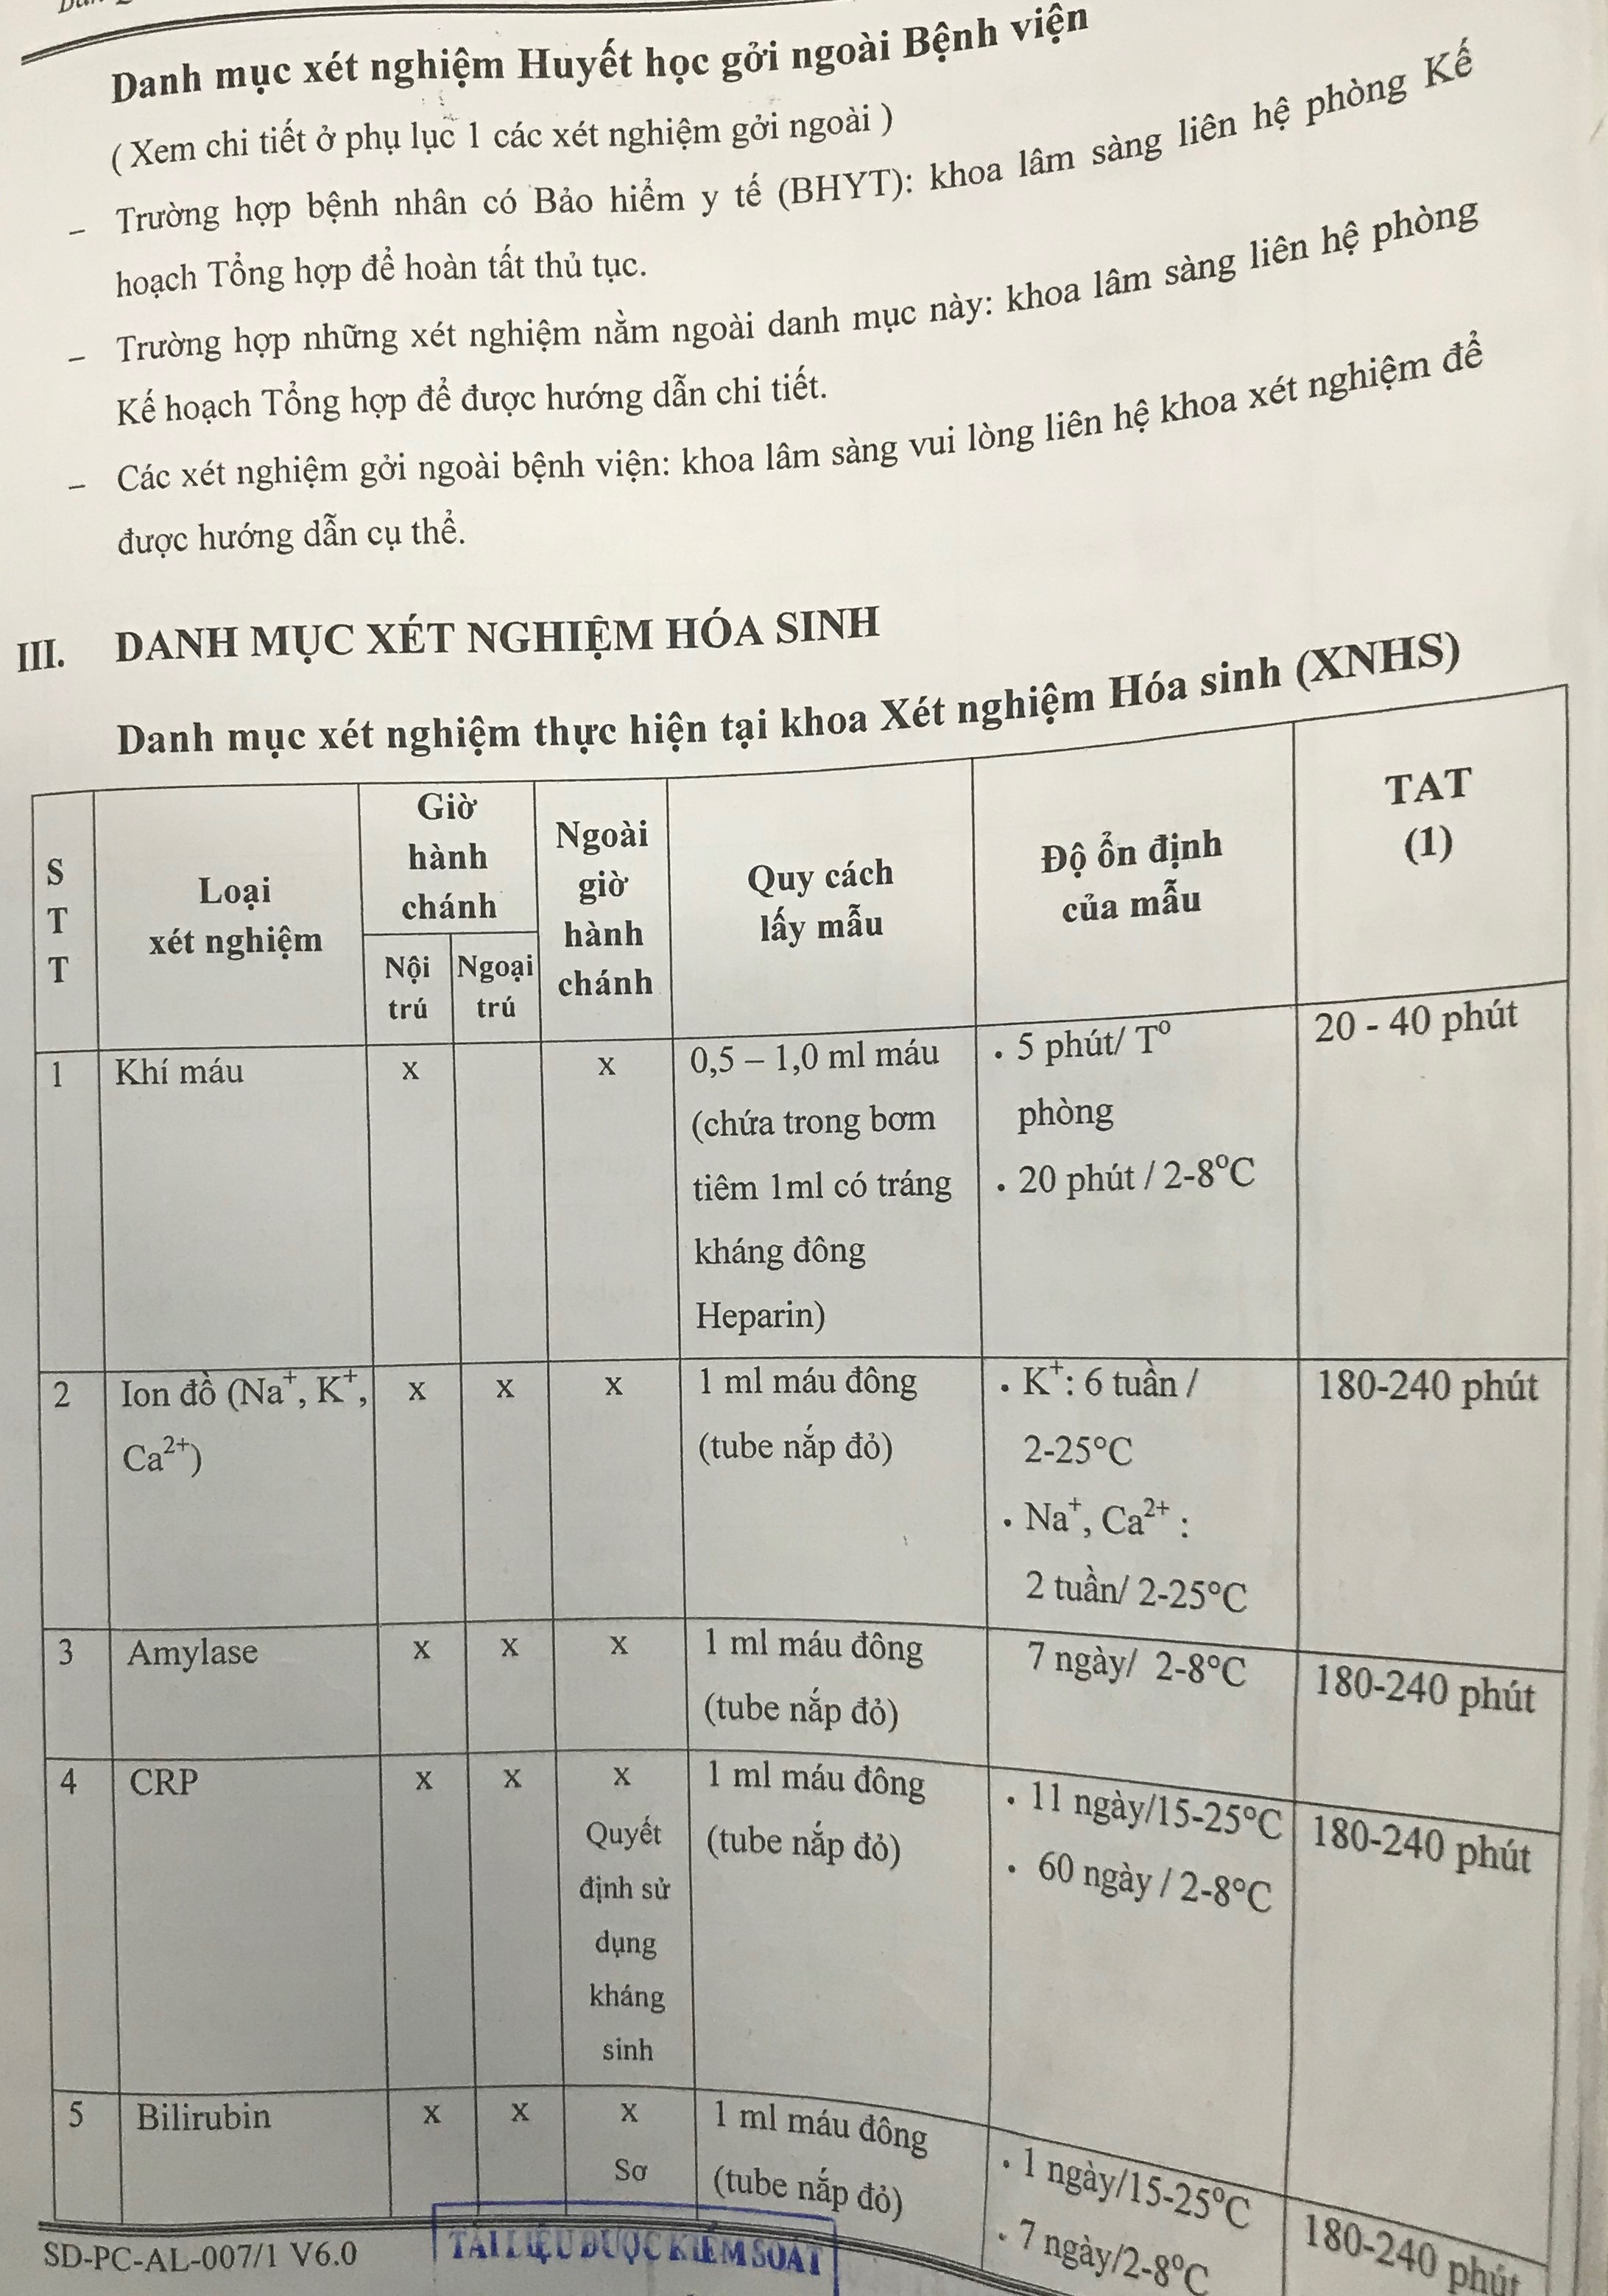 Danh mục xét nghiệm Huyết học gởi ngoài Bệnh viện
( Xem chi tiết ở phụ lục 1 các xét nghiệm gởi ngoài )
– Trường hợp bệnh nhân có Bảo hiểm y tế (BHYT): khoa lâm sàng liên hệ phòng Kế
hoạch Tổng hợp để hoàn tất thủ tục.
– Trường hợp những xét nghiệm nằm ngoài danh mục này: khoa lâm sàng liên hệ phòng
Kế hoạch Tổng hợp để được hướng dẫn chi tiết.
– Các xét nghiệm gởi ngoài bệnh viện: khoa lâm sàng vui lòng liên hệ khoa xét nghiệm để
được hướng dẫn cụ thể.
III. DANH MỤC XÉT NGHIỆM HÓA SINH
Danh mục xét nghiệm thực hiện tại khoa Xét nghiệm Hóa sinh (XNHS)
S
T
T
Loại
xét nghiệm
Giờ
hành
chánh
Nội
trú
Ngoại
trú
Ngoài
giờ
hành
chánh
Quy cách
lấy mẫu
Độ ổn định
của mẫu
TAT
(1)
1
Khí máu
x
x
0,5 – 1,0 ml máu
(chứa trong bơm
tiêm 1ml có tráng
kháng đông
Heparin)
• 5 phút/ Tº
phòng
• 20 phút / 2-8ºC
20 - 40 phút
2
Ion đồ (Na⁺, K⁺,
Ca²⁺)
x
x
x
1 ml máu đông
(tube nắp đỏ)
• K⁺: 6 tuần /
2-25°C
• Na⁺, Ca²⁺ :
2 tuần/ 2-25°C
180-240 phút
3
Amylase
x
x
x
1 ml máu đông
(tube nắp đỏ)
7 ngày/ 2-8°C
180-240 phút
4
CRP
x
x
x
Quyết
định sử
dụng
kháng
sinh
1 ml máu đông
(tube nắp đỏ)
• 11 ngày/15-25°C
• 60 ngày / 2-8°C
180-240 phút
5
Bilirubin
x
x
x
Sơ
1 ml máu đông
(tube nắp đỏ)
• 1 ngày/15-25ºC
• 7 ngày/2-8ºC
180-240 phút
SD-PC-AL-007/1 V6.0
TÀI LIỆU ĐƯỢC KIỂM SOÁT